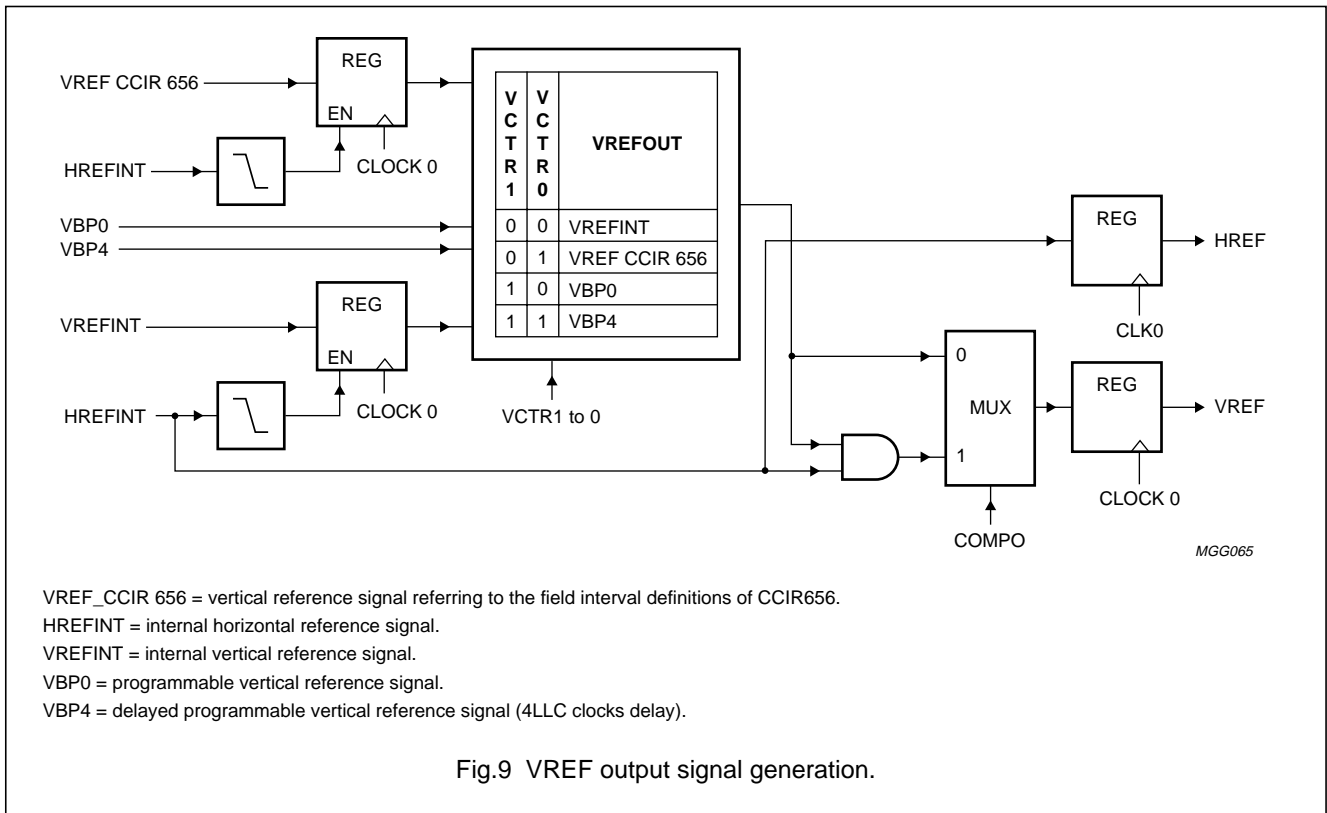 REG
VREF CCIR 656
EN
CLOCK 0
HREFINT
VBP0
VBP4
REG
VREFINT
EN
CLOCK 0
HREFINT
VCTR1 VCTR0 VREFOUT
0 0 VREFINT
0 1 VREF CCIR 656
1 0 VBP0
1 1 VBP4
VCTR1 to 0
REG
HREF
CLK0
0
MUX
1
COMPO
REG
VREF
CLOCK 0
MGG065
VREF_CCIR 656 = vertical reference signal referring to the field interval definitions of CCIR656.
HREFINT = internal horizontal reference signal.
VREFINT = internal vertical reference signal.
VBP0 = programmable vertical reference signal.
VBP4 = delayed programmable vertical reference signal (4LLC clocks delay).
Fig.9 VREF output signal generation.